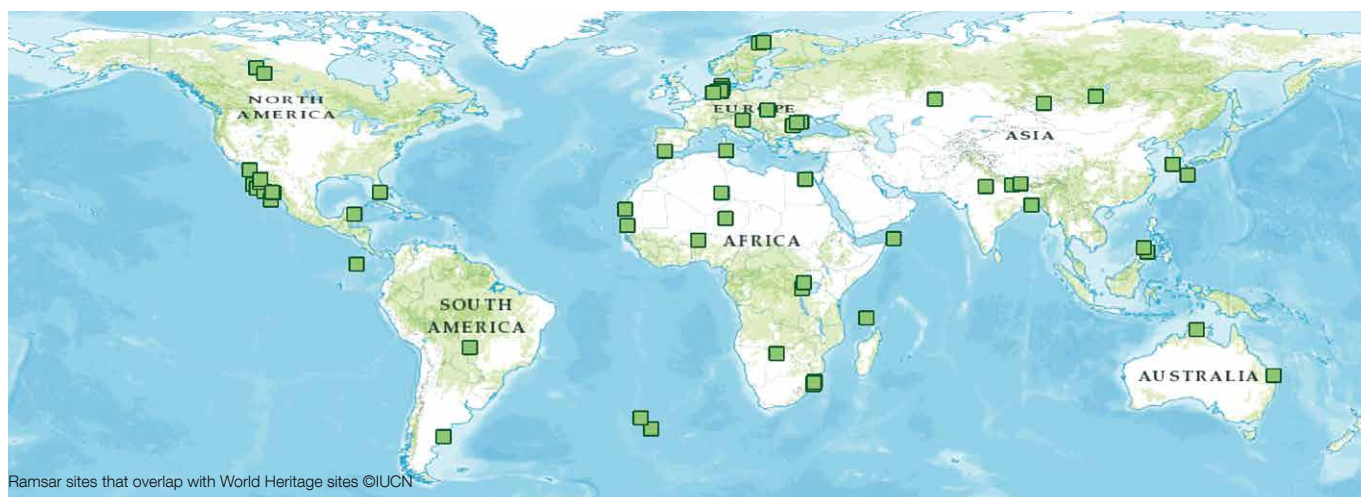 NORTH
AMERICA
EUROPE
ASIA
AFRICA
SOUTH
AMERICA
AUSTRALIA
Ramsar sites that overlap with World Heritage sites ©IUCN